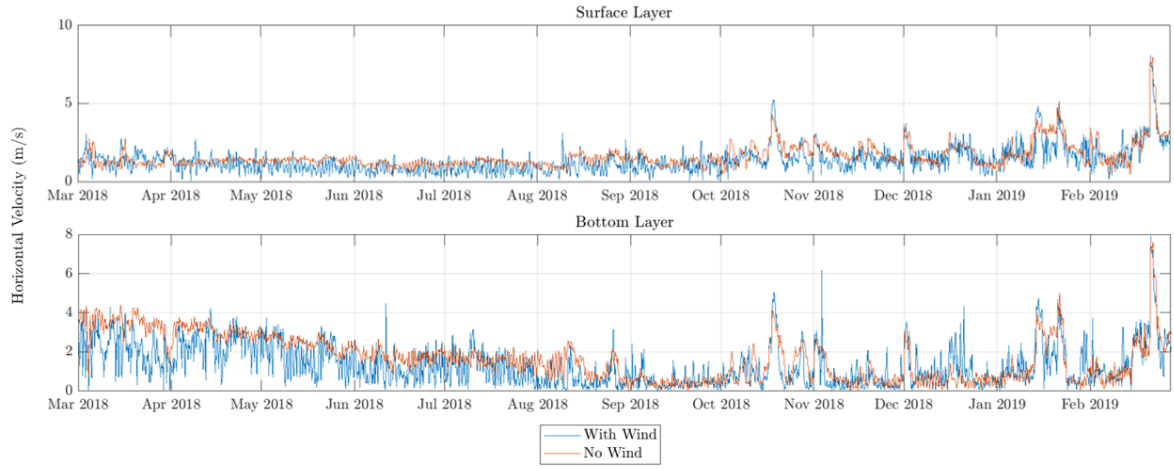 Surface Layer
10
5
0
Mar 2018 Apr 2018 May 2018 Jun 2018 Jul 2018 Aug 2018 Sep 2018 Oct 2018 Nov 2018 Dec 2018 Jan 2019 Feb 2019
Horizontal Velocity (m/s)
Bottom Layer
8
6
4
2
0
Mar 2018 Apr 2018 May 2018 Jun 2018 Jul 2018 Aug 2018 Sep 2018 Oct 2018 Nov 2018 Dec 2018 Jan 2019 Feb 2019
With Wind
No Wind